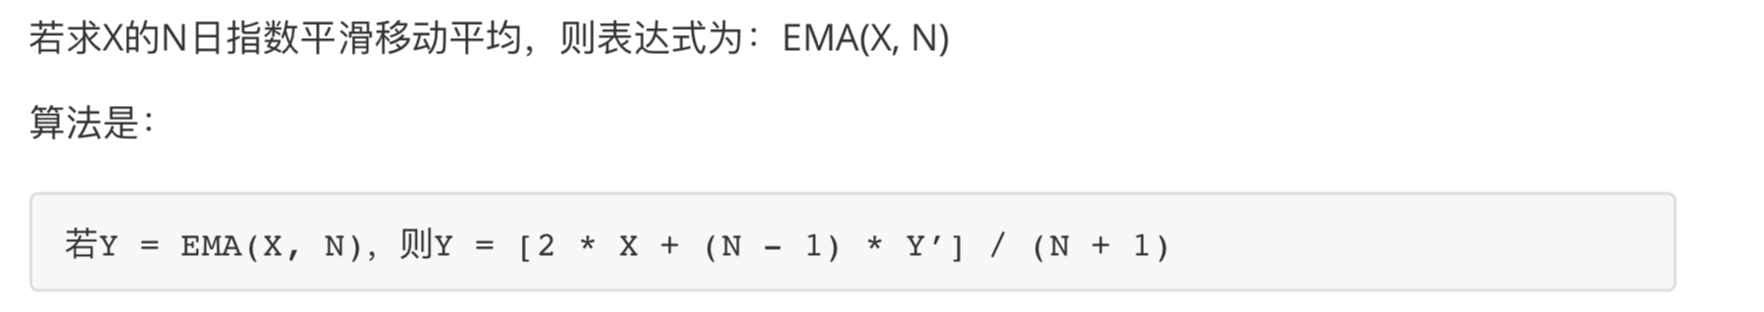 若求X的N日指数平滑移动平均，则表达式为：EMA(X, N)
算法是：
若Y = EMA(X, N)，则Y = [2 * X + (N - 1) * Y′] / (N + 1)